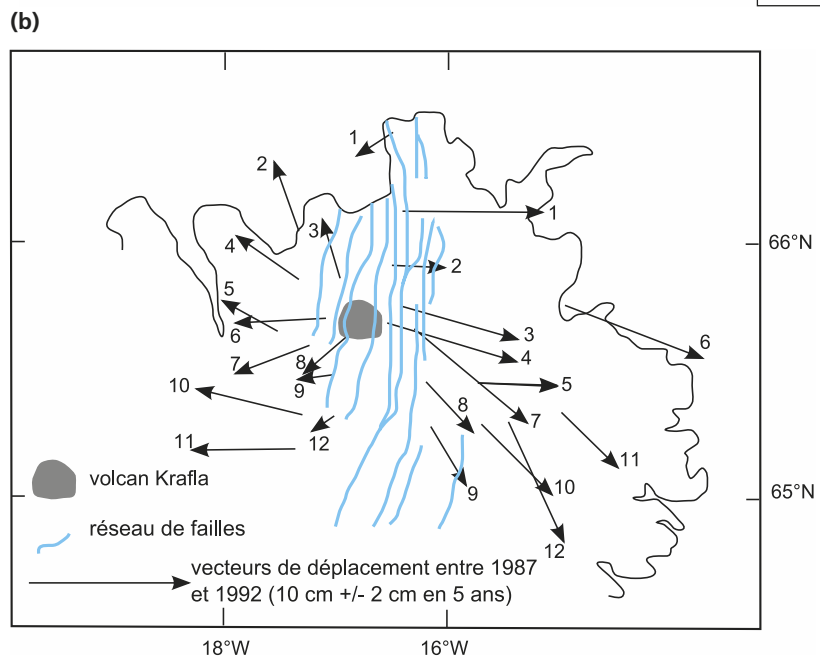 (b)
1
2
3
4
5
6
7
8
9
10
11
12
1
2
3
4
5
6
7
8
9
10
11
12
66°N
65°N
volcan Krafla
réseau de failles
vecteurs de déplacement entre 1987
et 1992 (10 cm +/- 2 cm en 5 ans)
18°W
16°W